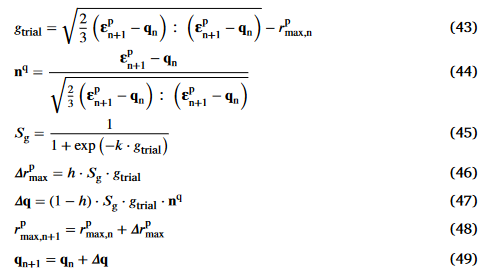 g_trial = √(2/3 (ε^p_{n+1} − q_n) : (ε^p_{n+1} − q_n)) − r^p_{max,n} (43)
n^q = (ε^p_{n+1} − q_n) / √(2/3 (ε^p_{n+1} − q_n) : (ε^p_{n+1} − q_n)) (44)
S_g = 1 / (1 + exp (−k · g_trial)) (45)
Δr^p_max = h · S_g · g_trial (46)
Δq = (1 − h) · S_g · g_trial · n^q (47)
r^p_{max,n+1} = r^p_{max,n} + Δr^p_max (48)
q_{n+1} = q_n + Δq (49)